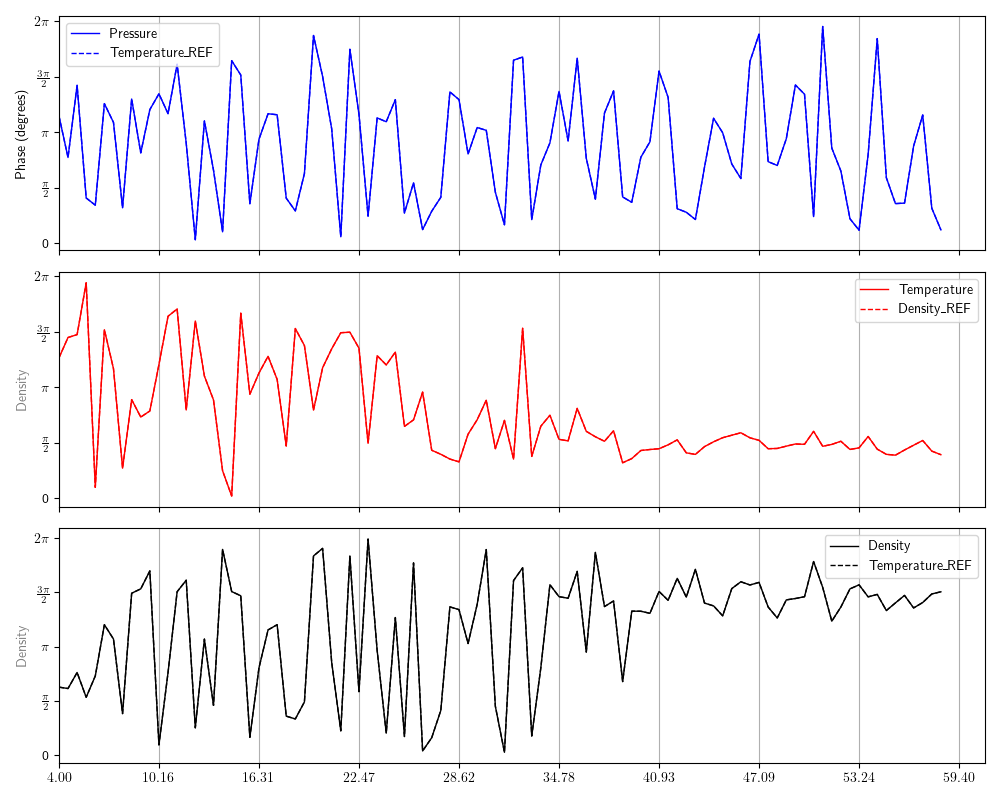 2π
3π/2
π
π/2
0
Phase (degrees)
Pressure
Temperature_REF
2π
3π/2
π
π/2
0
Density
Temperature
Density_REF
2π
3π/2
π
π/2
0
Density
Density
Temperature_REF
4.00 10.16 16.31 22.47 28.62 34.78 40.93 47.09 53.24 59.40